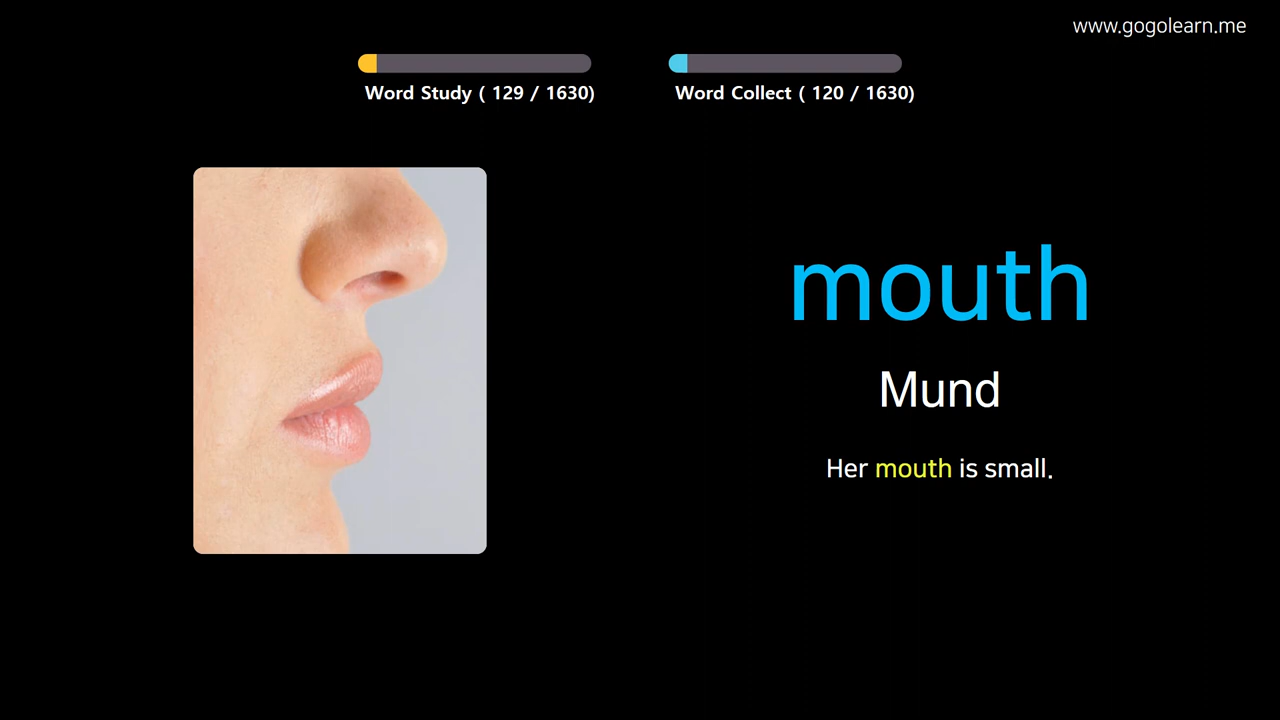 www.gogolearn.me
Word Study ( 129 / 1630)
Word Collect ( 120 / 1630)
mouth
Mund
Her mouth is small.